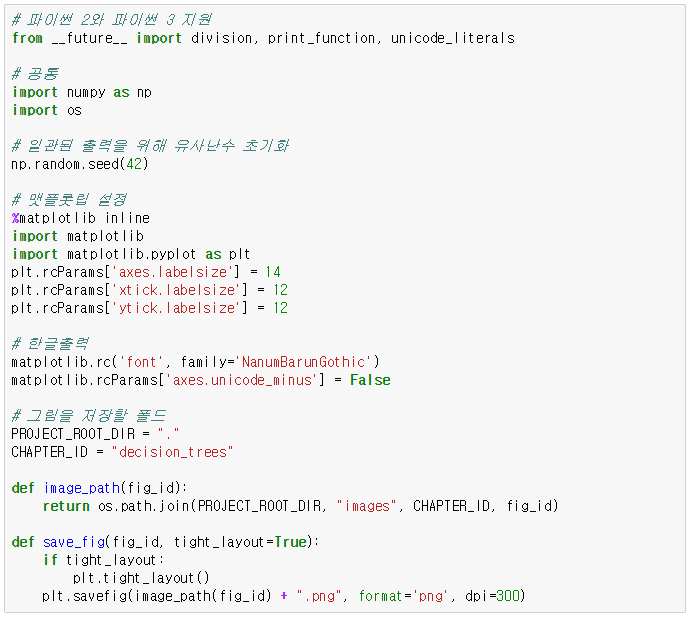 # 파이썬 2와 파이썬 3 지원
from __future__ import division, print_function, unicode_literals
# 공통
import numpy as np
import os
# 일관된 출력을 위해 유사난수 초기화
np.random.seed(42)
# 맷플롯립 설정
%matplotlib inline
import matplotlib
import matplotlib.pyplot as plt
plt.rcParams['axes.labelsize'] = 14
plt.rcParams['xtick.labelsize'] = 12
plt.rcParams['ytick.labelsize'] = 12
# 한글출력
matplotlib.rc('font', family='NanumBarunGothic')
matplotlib.rcParams['axes.unicode_minus'] = False
# 그림을 저장할 폴드
PROJECT_ROOT_DIR = "."
CHAPTER_ID = "decision_trees"
def image_path(fig_id):
    return os.path.join(PROJECT_ROOT_DIR, "images", CHAPTER_ID, fig_id)
def save_fig(fig_id, tight_layout=True):
    if tight_layout:
        plt.tight_layout()
    plt.savefig(image_path(fig_id) + ".png", format='png', dpi=300)